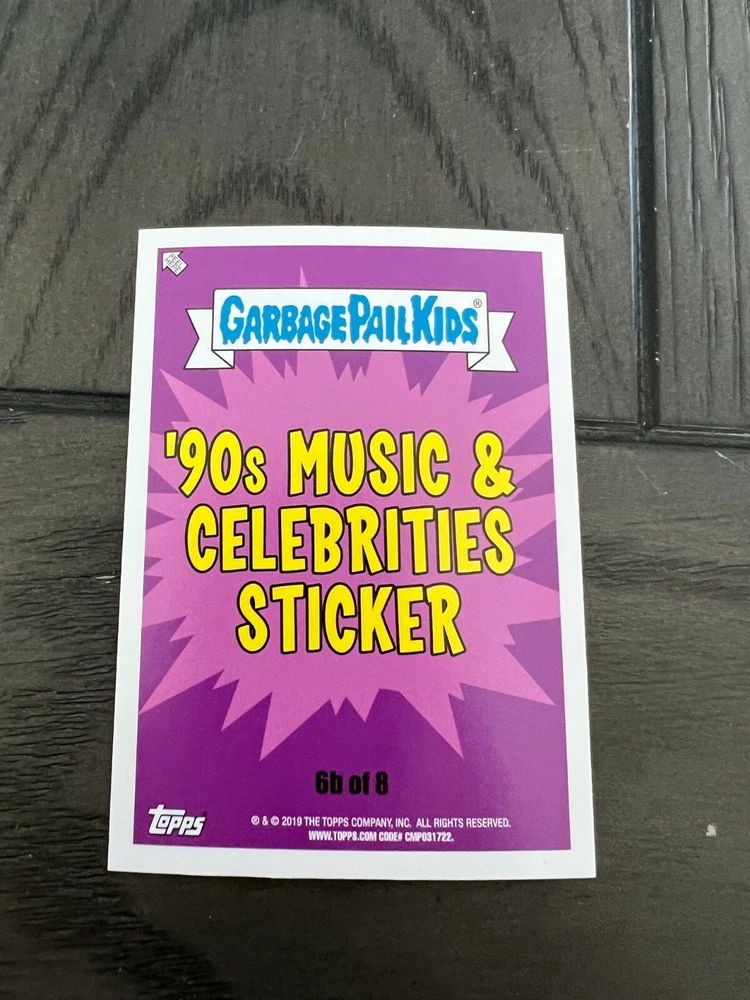 GARBAGE PAIL KIDS®
'90s MUSIC &
CELEBRITIES
STICKER
6b of 8
Topps
® & © 2019 THE TOPPS COMPANY, INC. ALL RIGHTS RESERVED.
WWW.TOPPS.COM CODE# CMP031722.